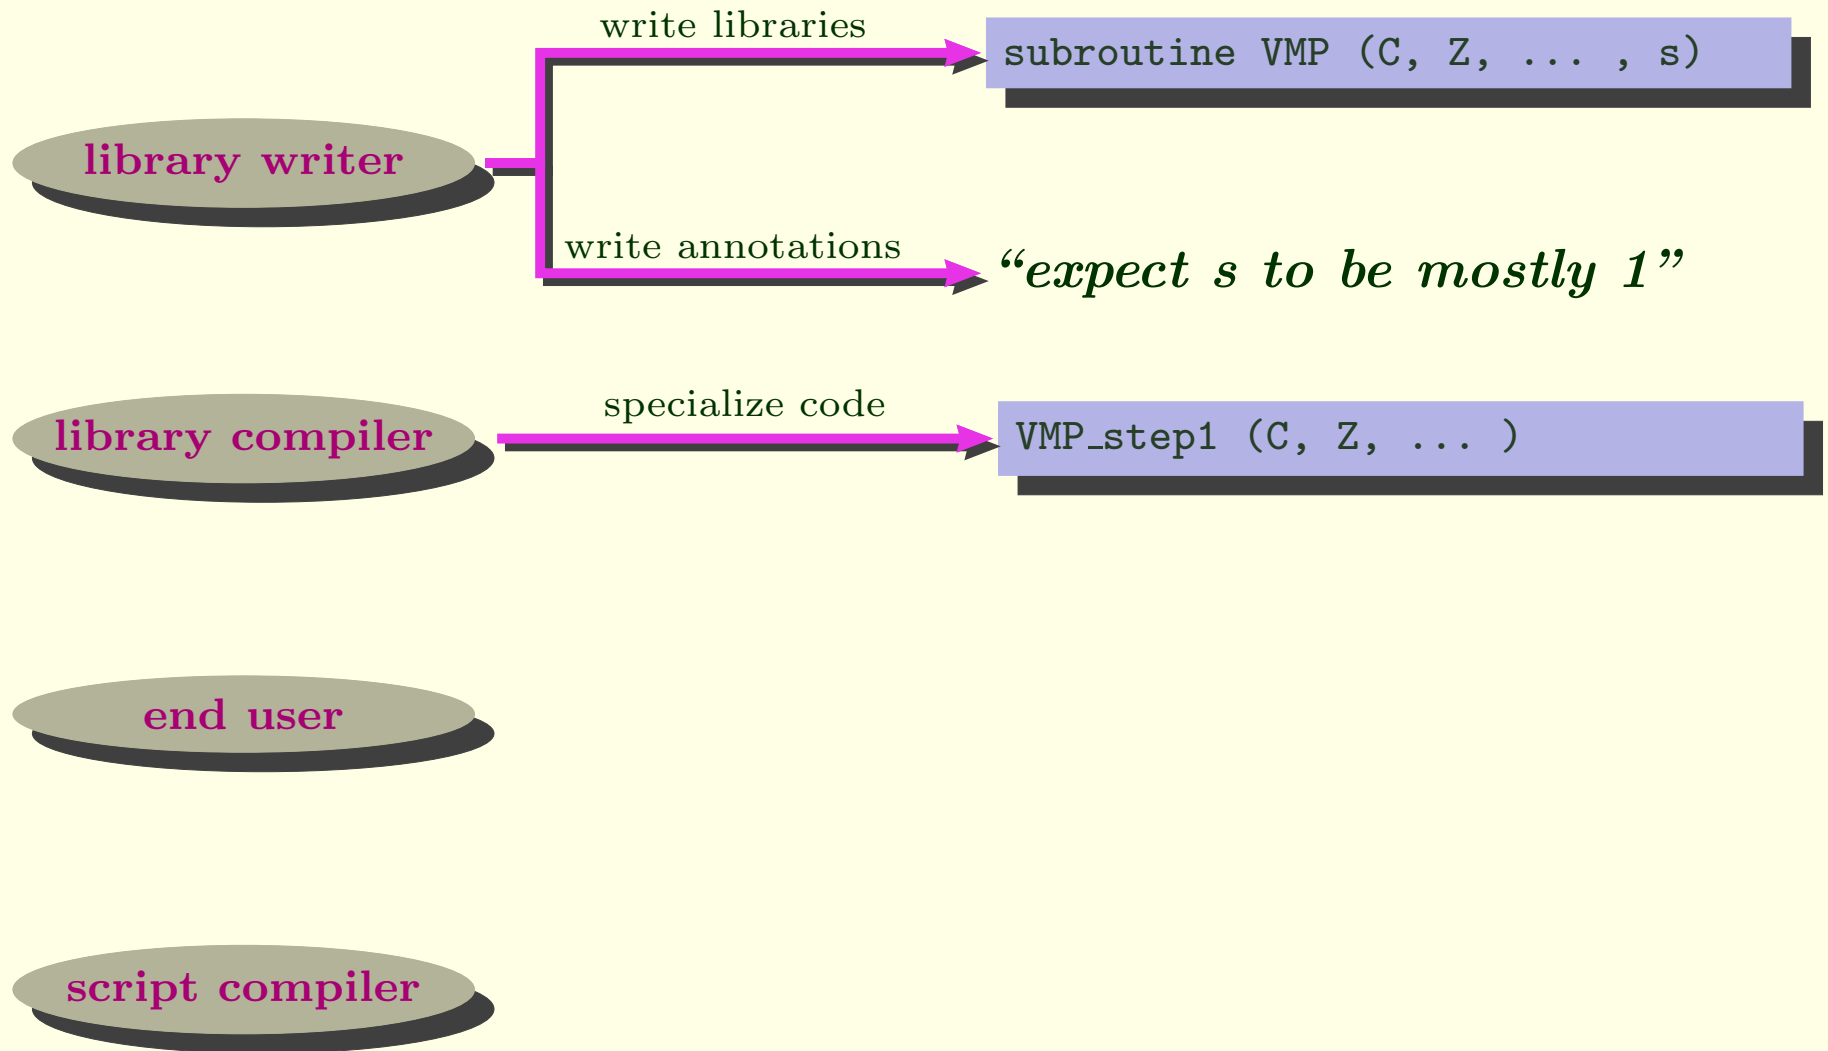 write libraries
subroutine VMP (C, Z, ... , s)
library writer
write annotations
“expect s to be mostly 1”
specialize code
library compiler
VMP_step1 (C, Z, ... )
end user
script compiler